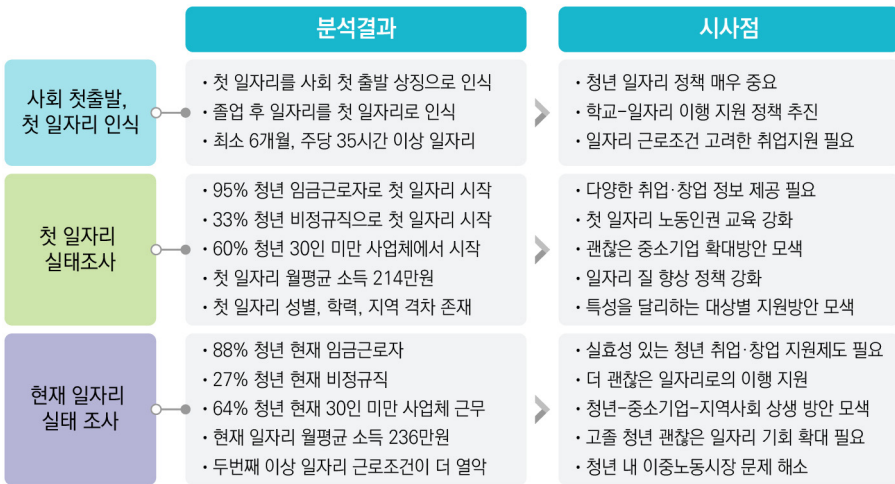 분석결과
시사점
사회 첫출발,
첫 일자리 인식
· 첫 일자리를 사회 첫 출발 상징으로 인식
· 졸업 후 일자리를 첫 일자리로 인식
· 최소 6개월, 주당 35시간 이상 일자리
· 청년 일자리 정책 매우 중요
· 학교-일자리 이행 지원 정책 추진
· 일자리 근로조건 고려한 취업지원 필요
첫 일자리
실태조사
· 95% 청년 임금근로자로 첫 일자리 시작
· 33% 청년 비정규직으로 첫 일자리 시작
· 60% 청년 30인 미만 사업체에서 시작
· 첫 일자리 월평균 소득 214만원
· 첫 일자리 성별, 학력, 지역 격차 존재
· 다양한 취업·창업 정보 제공 필요
· 첫 일자리 노동인권 교육 강화
· 괜찮은 중소기업 확대방안 모색
· 일자리 질 향상 정책 강화
· 특성을 달리하는 대상별 지원방안 모색
현재 일자리
실태 조사
· 88% 청년 현재 임금근로자
· 27% 청년 현재 비정규직
· 64% 청년 현재 30인 미만 사업체 근무
· 현재 일자리 월평균 소득 236만원
· 두번째 이상 일자리 근로조건이 더 열악
· 실효성 있는 청년 취업·창업 지원제도 필요
· 더 괜찮은 일자리로의 이행 지원
· 청년-중소기업-지역사회 상생 방안 모색
· 고졸 청년 괜찮은 일자리 기회 확대 필요
· 청년 내 이중노동시장 문제 해소